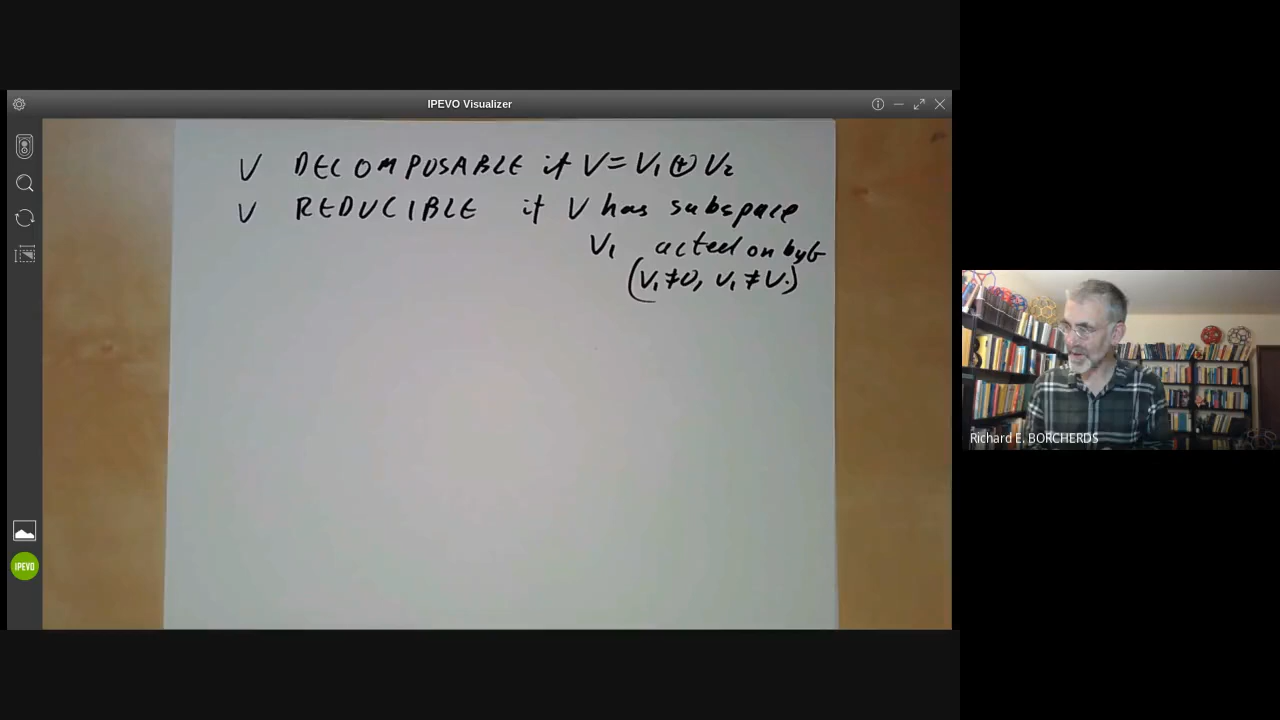 IPEVO Visualizer
V DECOMPOSABLE if V = V₁ ⊕ V₂
V REDUCIBLE if V has subspace
V₁ acted on by G
(V₁ ≠ 0, V₁ ≠ V.)
Richard E. BORCHERDS
IPEVO